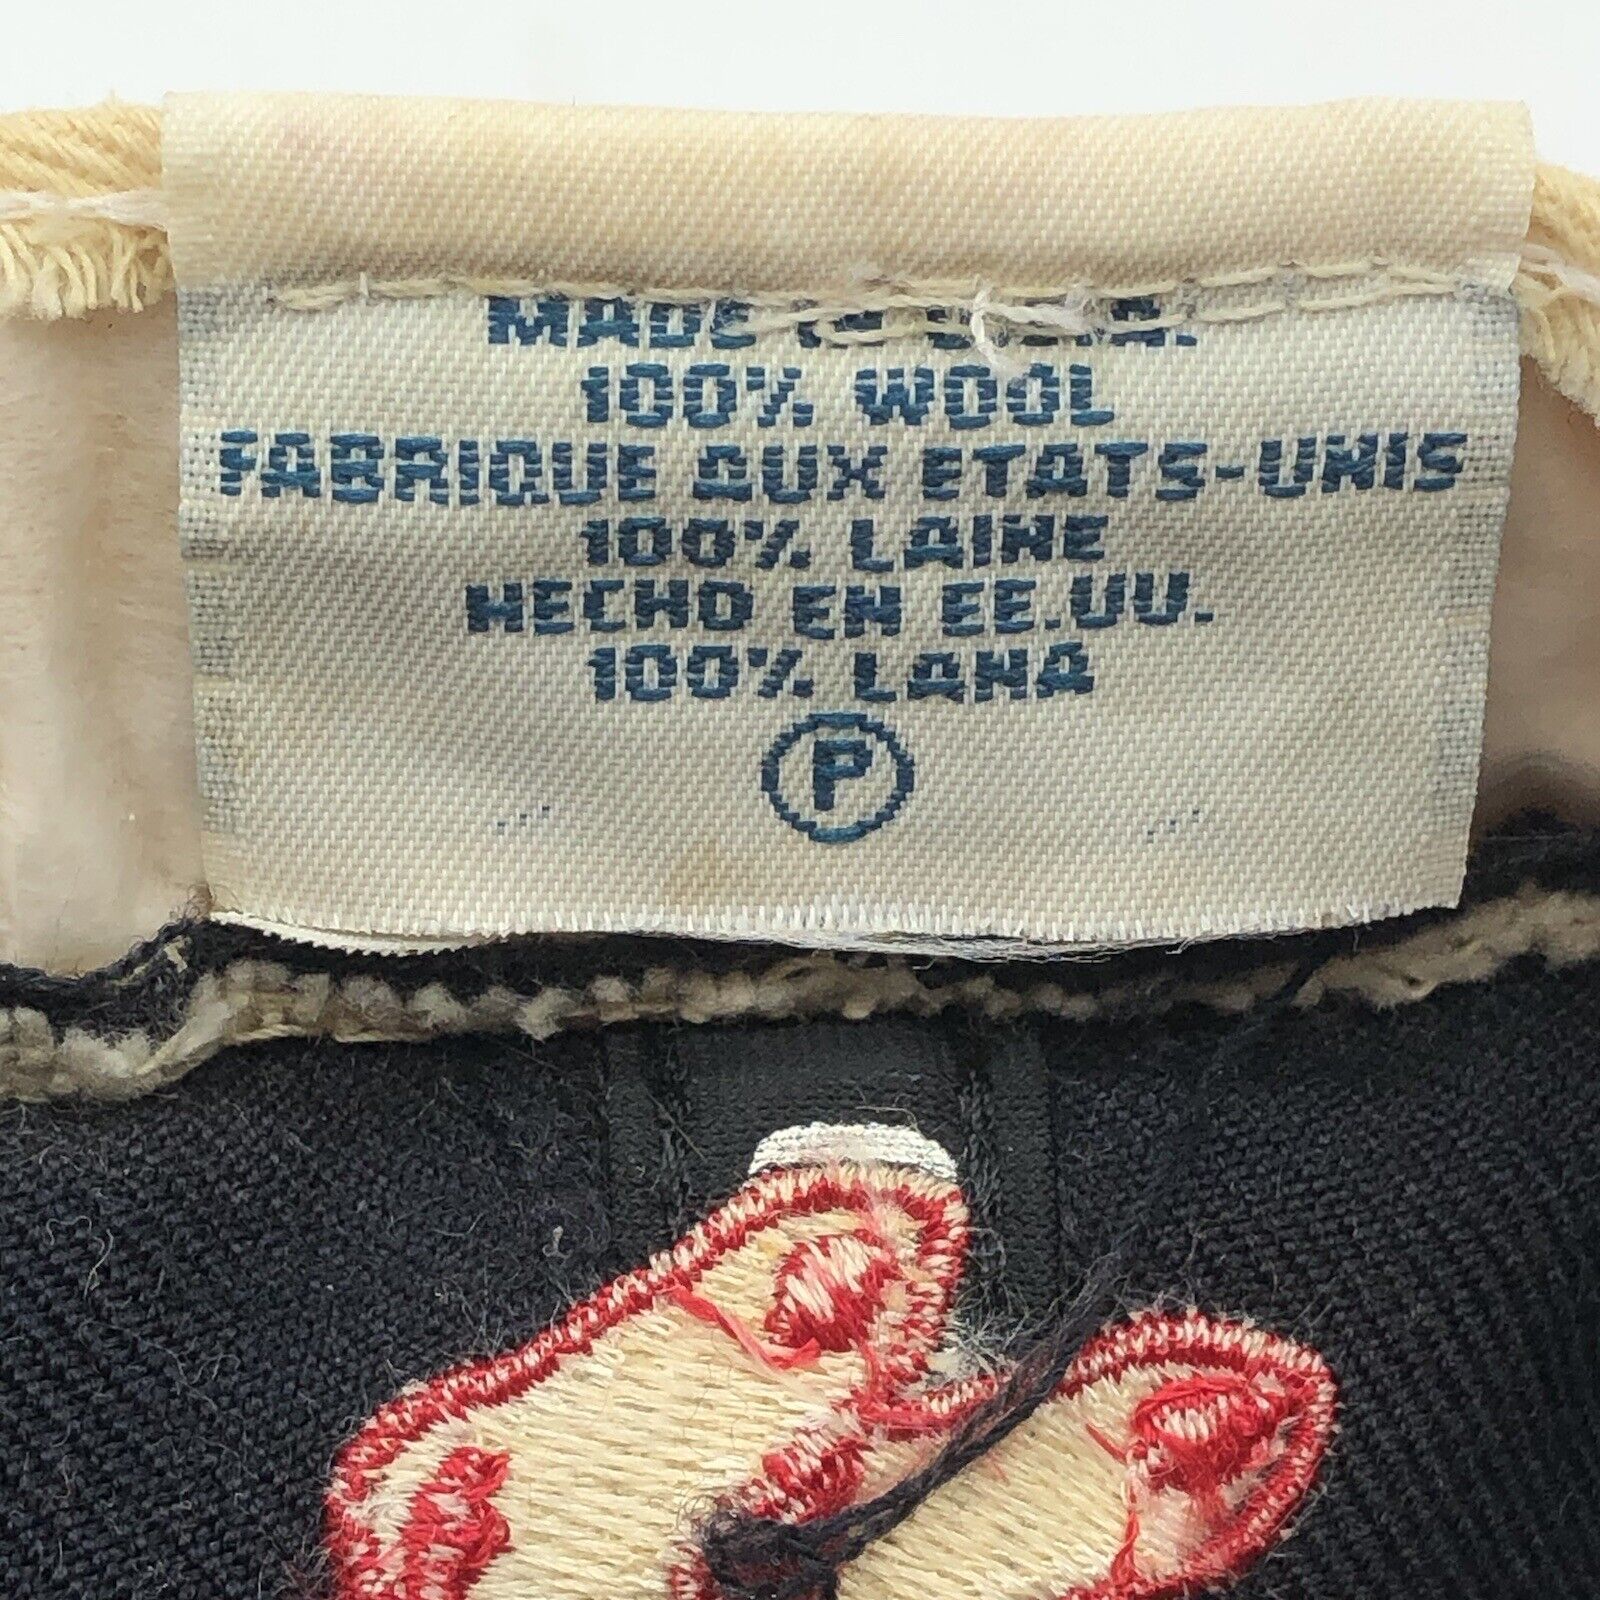 MADE IN U.S.A.
100% WOOL
FABRIQUE AUX ETATS-UNIS
100% LAINE
HECHO EN EE.UU.
100% LANA
P